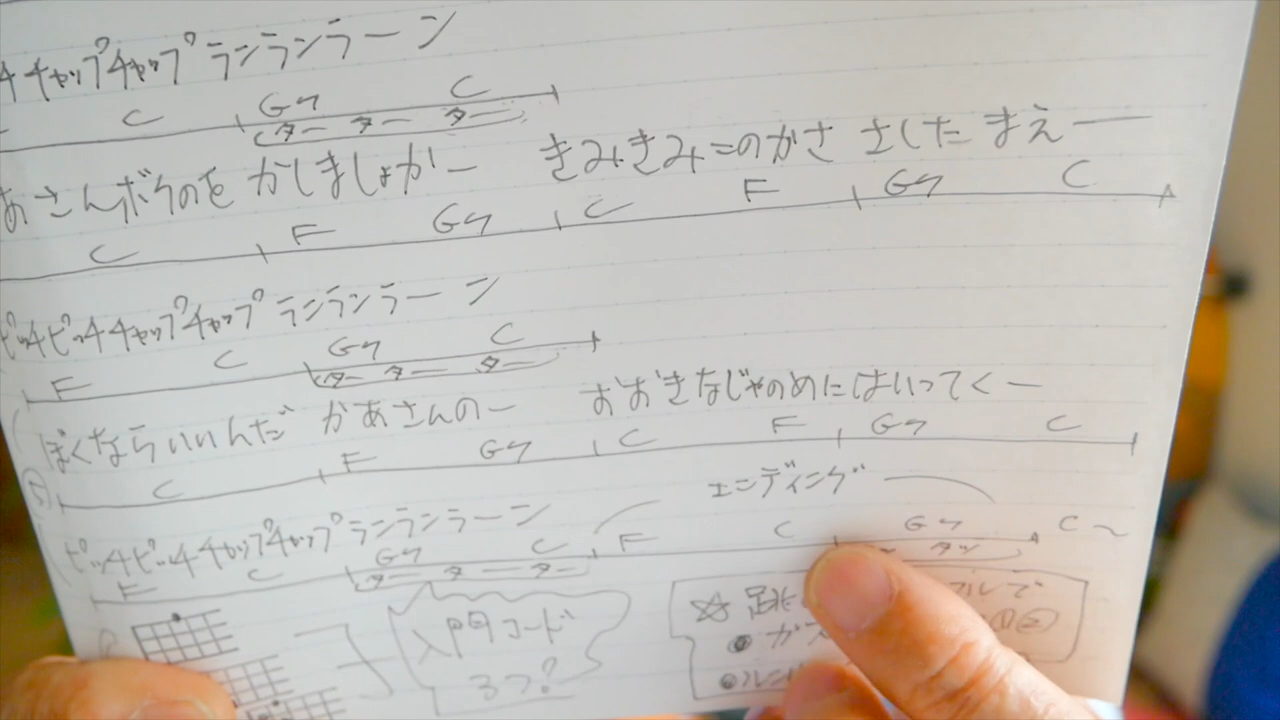 チチャップチャップランランラーン
C G7 C
ター ター ター
あさんボクのを かしましょかー きみきみこのかさ さしたまえー
C F G7 C F G7 C
ピッチピッチチャップチャップ ランランラーン
F C G7 C
ター ター ター
ぼくならいいんだ かあさんのー おおきなじゃのめにはいってくー
C F G7 C F G7 C
エンディング
ピッチピッチチャップチャップランランラーン
F C G7 C F C G7 C〜
ター ター ター タッ
入門コード
3つ?
☆